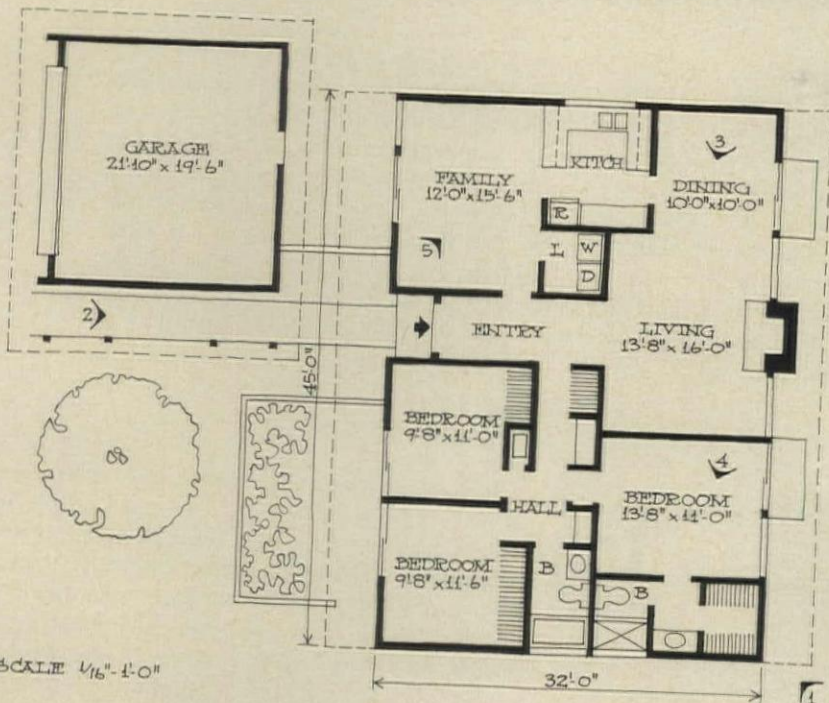 GARAGE
21'-10" x 19'-6"
FAMILY
12'-0" x 15'-6"
KITCH
3
DINING
10'-0" x 10'-0"
R
5
L
W
D
2
ENTRY
LIVING
13'-8" x 16'-0"
45'-0"
BEDROOM
9'-8" x 11'-0"
4
BEDROOM
13'-8" x 11'-0"
HALL
BEDROOM
9'-8" x 11'-6"
B
B
SCALE 1/16"-1'-0"
32'-0"
1